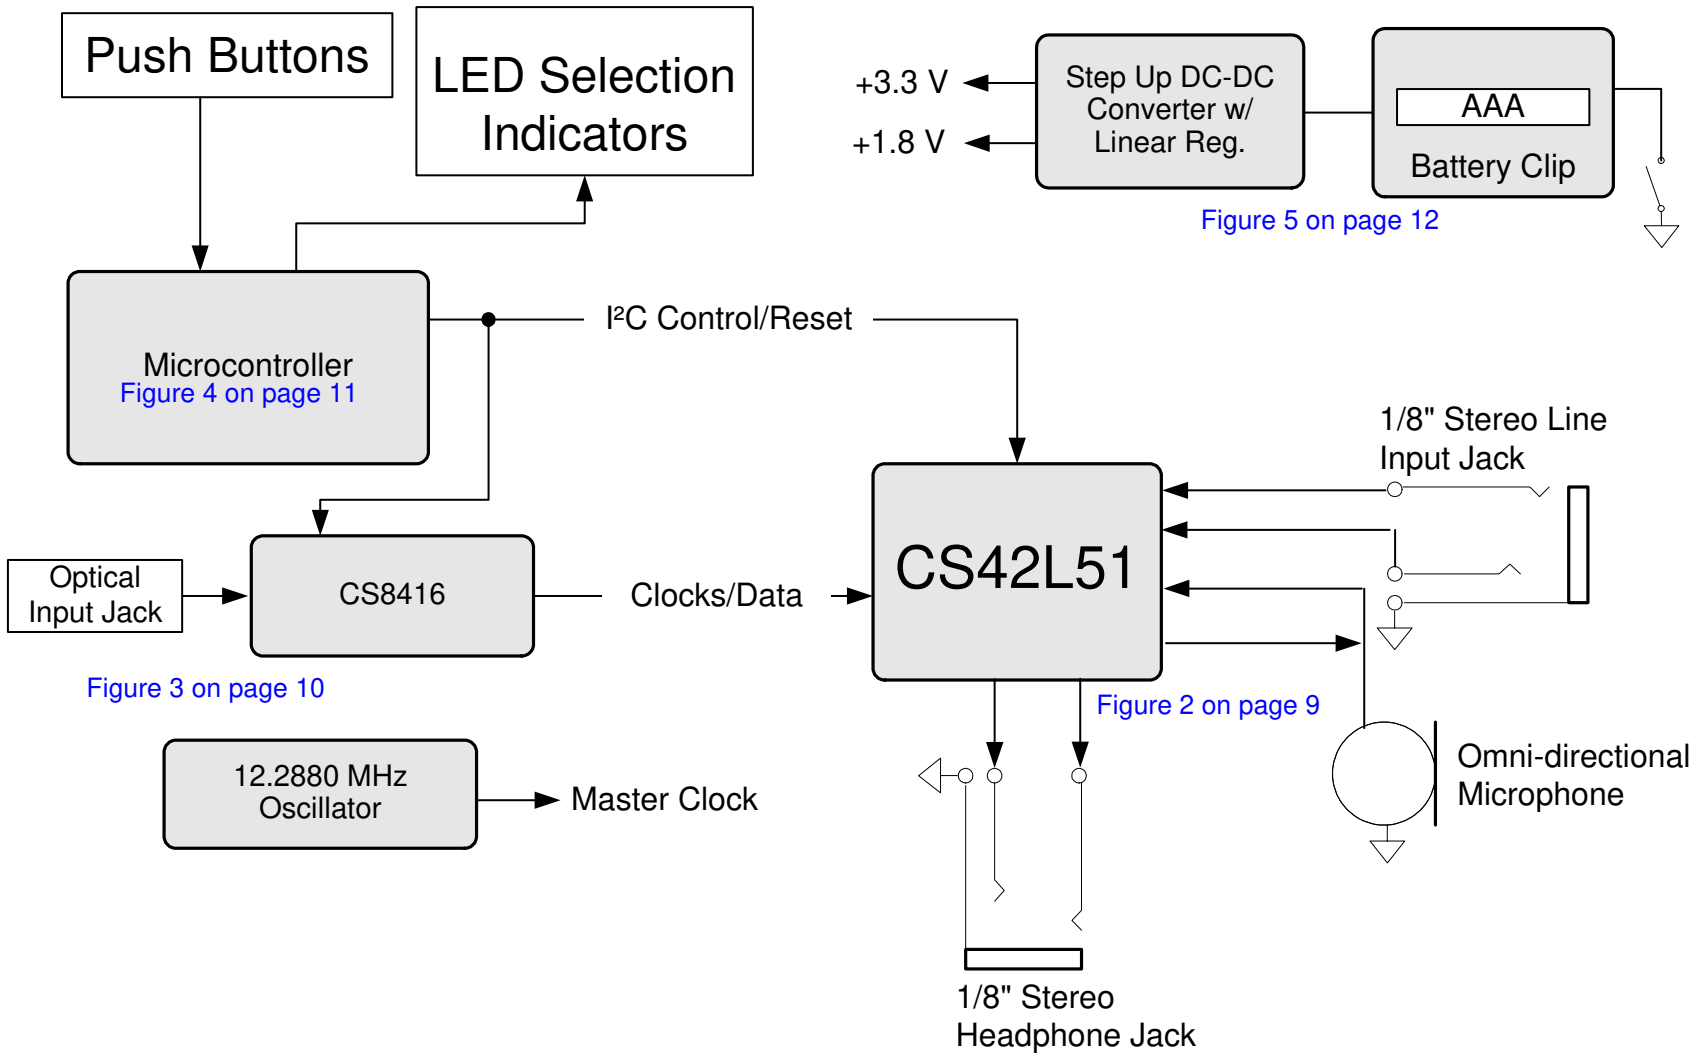 Push Buttons
LED Selection
Indicators
+3.3 V
+1.8 V
Step Up DC-DC
Converter w/
Linear Reg.
AAA
Battery Clip
Figure 5 on page 12
Microcontroller
Figure 4 on page 11
I²C Control/Reset
1/8" Stereo Line
Input Jack
CS42L51
Optical
Input Jack
CS8416
Clocks/Data
Figure 3 on page 10
Figure 2 on page 9
12.2880 MHz
Oscillator
Master Clock
Omni-directional
Microphone
1/8" Stereo
Headphone Jack